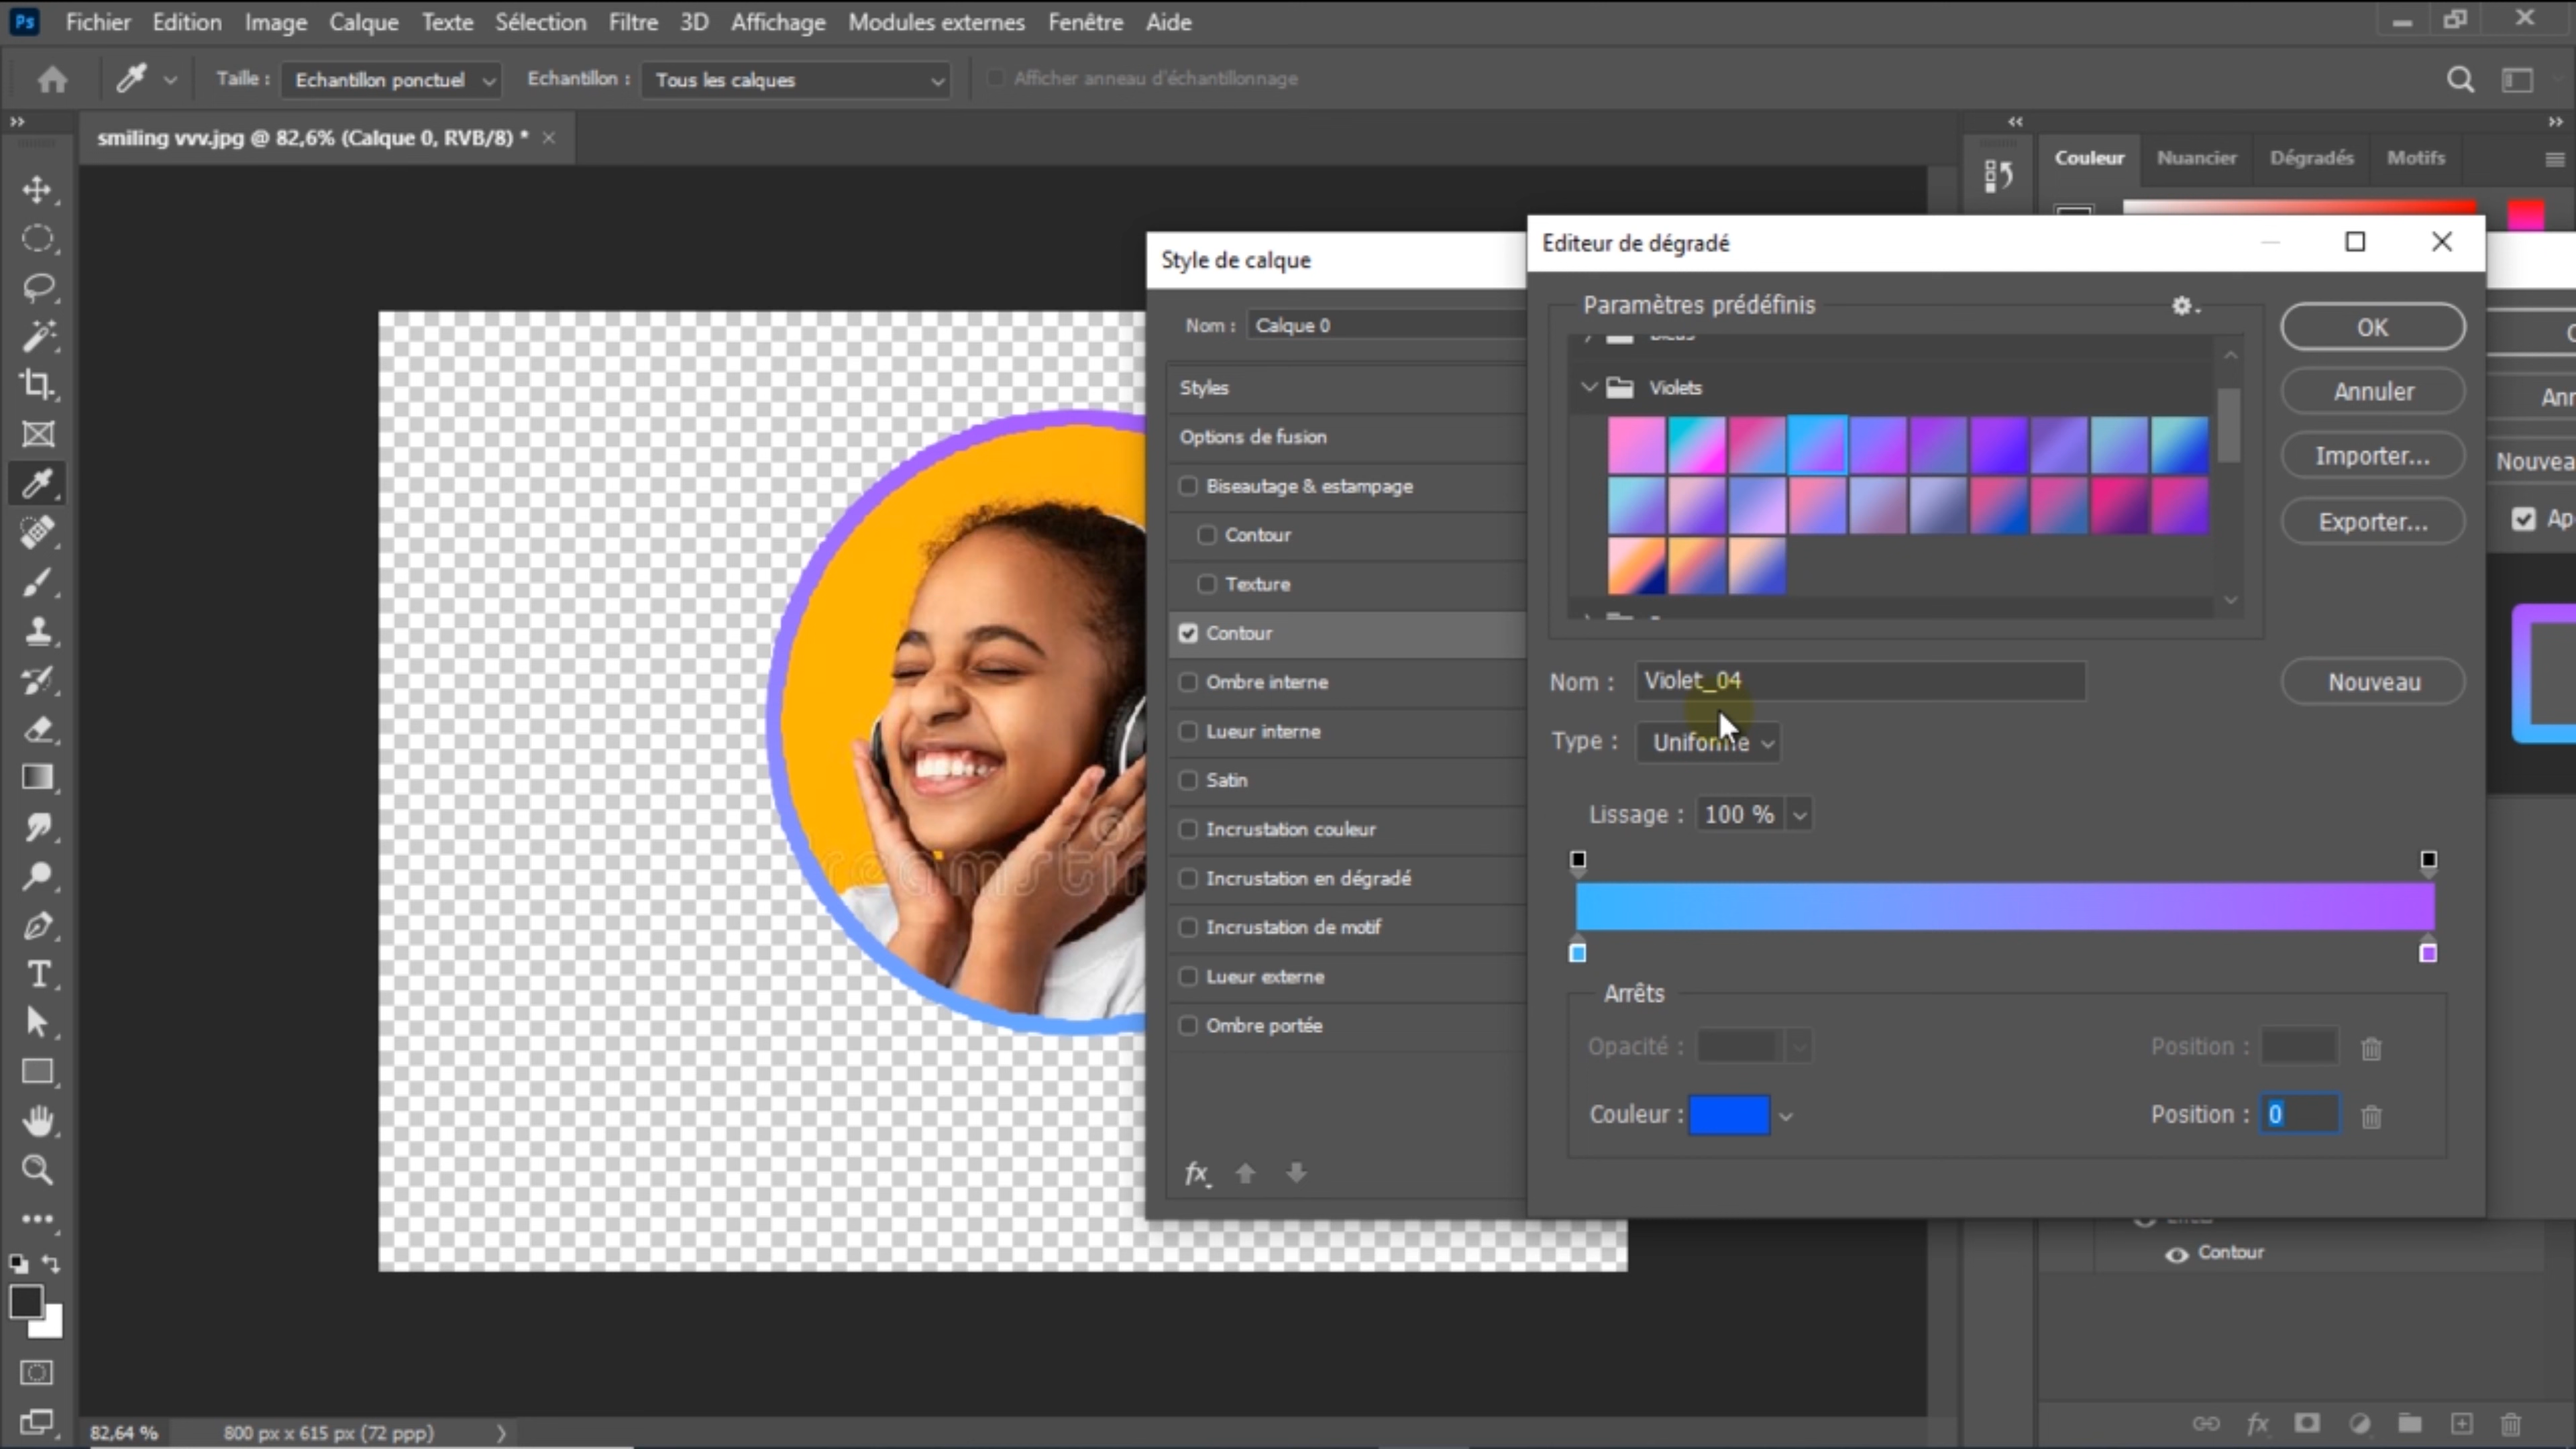 Ps Fichier Edition Image Calque Texte Sélection Filtre 3D Affichage Modules externes Fenêtre Aide
Taille : Echantillon ponctuel Echantillon : Tous les calques Afficher anneau d'échantillonnage
smiling vvv.jpg @ 82,6% (Calque 0, RVB/8) *
Couleur Nuancier Dégradés Motifs
Style de calque
Nom : Calque 0
Styles
Options de fusion
Biseautage & estampage
Contour
Texture
Contour
Ombre interne
Lueur interne
Satin
Incrustation couleur
Incrustation en dégradé
Incrustation de motif
Lueur externe
Ombre portée
fx
Editeur de dégradé
Paramètres prédéfinis
Violets
OK
Annuler
Importer...
Exporter...
Nom : Violet_04
Nouveau
Type : Uniforme
Lissage : 100 %
Arrêts
Opacité : Position :
Couleur : Position : 0
Contour
fx
82,64 % 800 px x 615 px (72 ppp)